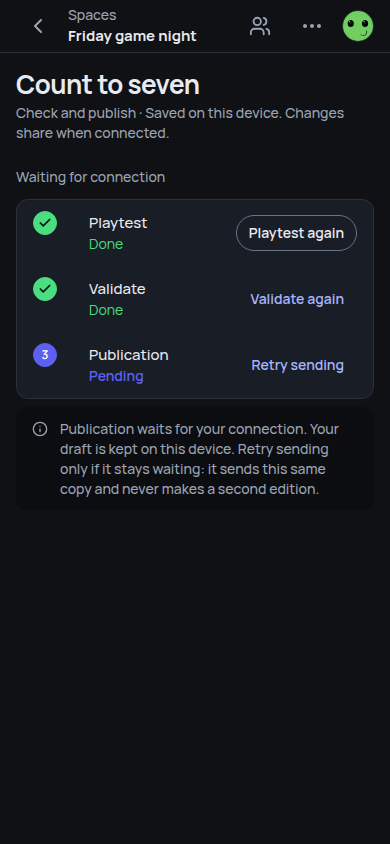 Spaces
Friday game night
Count to seven
Check and publish · Saved on this device. Changes
share when connected.
Waiting for connection
Playtest
Done
Playtest again
Validate
Done
Validate again
3
Publication
Pending
Retry sending
Publication waits for your connection. Your
draft is kept on this device. Retry sending
only if it stays waiting: it sends this same
copy and never makes a second edition.